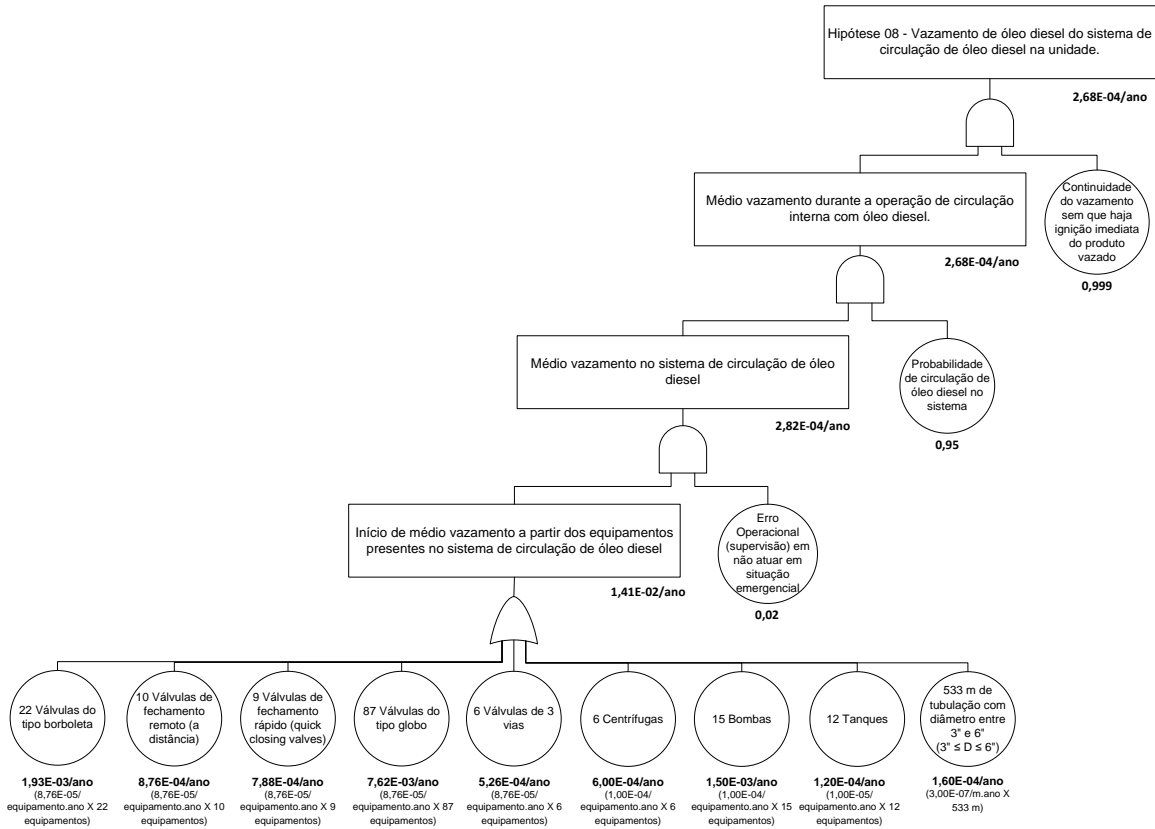 Hipótese 08 - Vazamento de óleo diesel do sistema de
circulação de óleo diesel na unidade.
2,68E-04/ano
Médio vazamento durante a operação de circulação
interna com óleo diesel.
2,68E-04/ano
Continuidade
do vazamento
sem que haja
ignição imediata
do produto
vazado
0,999
Médio vazamento no sistema de circulação de óleo
diesel
2,82E-04/ano
Probabilidade
de circulação de
óleo diesel no
sistema
0,95
Início de médio vazamento a partir dos equipamentos
presentes no sistema de circulação de óleo diesel
1,41E-02/ano
Erro
Operacional
(supervisão) em
não atuar em
situação
emergencial
0,02
22 Válvulas do
tipo borboleta
1,93E-03/ano
(8,76E-05/
equipamento.ano X 22
equipamentos)
10 Válvulas de
fechamento
remoto (a
distância)
8,76E-04/ano
(8,76E-05/
equipamento.ano X 10
equipamentos)
9 Válvulas de
fechamento
rápido (quick
closing valves)
7,88E-04/ano
(8,76E-05/
equipamento.ano X 9
equipamentos)
87 Válvulas do
tipo globo
7,62E-03/ano
(8,76E-05/
equipamento.ano X 87
equipamentos)
6 Válvulas de 3
vias
5,26E-04/ano
(8,76E-05/
equipamento.ano X 6
equipamentos)
6 Centrífugas
6,00E-04/ano
(1,00E-04/
equipamento.ano X 6
equipamentos)
15 Bombas
1,50E-03/ano
(1,00E-04/
equipamento.ano X 15
equipamentos)
12 Tanques
1,20E-04/ano
(1,00E-05/
equipamento.ano X 12
equipamentos)
533 m de
tubulação com
diâmetro entre
3" e 6"
(3" ≤ D ≤ 6")
1,60E-04/ano
(3,00E-07/m.ano X
533 m)